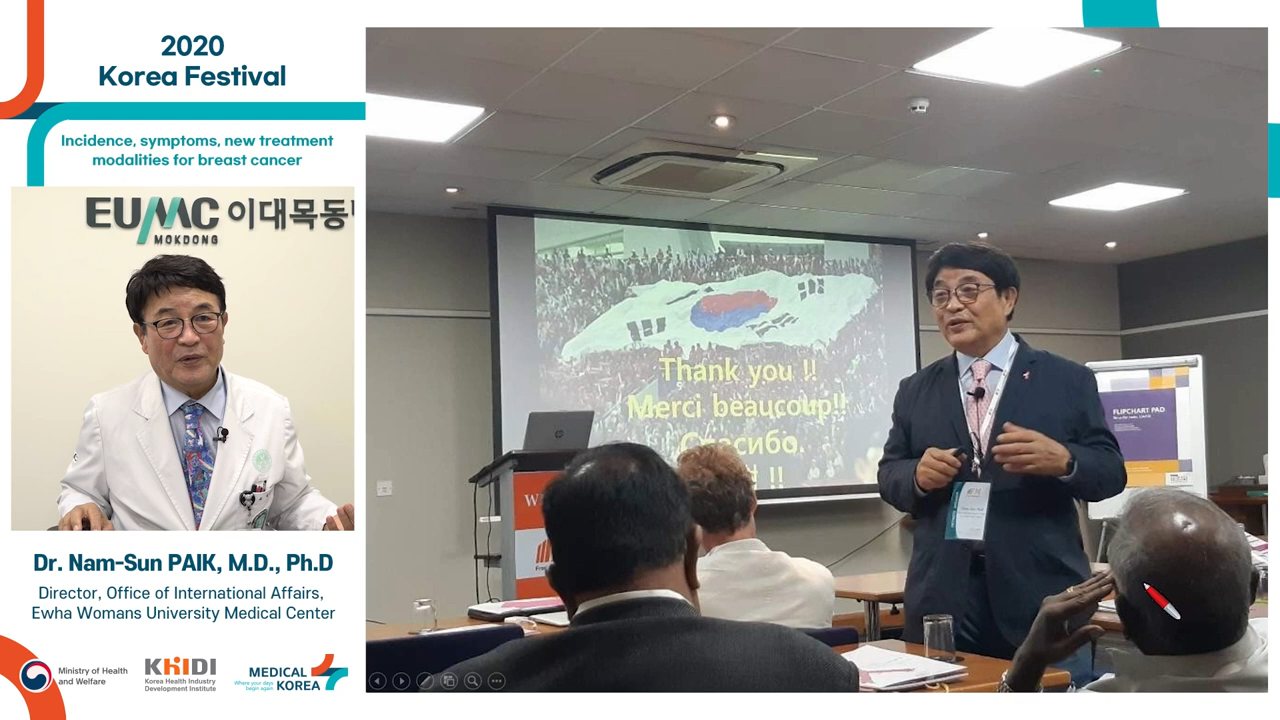 2020
Korea Festival
Incidence, symptoms, new treatment
modalities for breast cancer
EUMC 이대목동
MOKDONG
Dr. Nam-Sun PAIK, M.D., Ph.D
Director, Office of International Affairs,
Ewha Womans University Medical Center
Ministry of Health
and Welfare
KHIDI
Korea Health Industry
Development Institute
MEDICAL
KOREA
Where your days
begin again
Thank you !!
Merci beaucoup!!
Спасибо.
!!
FLIPCHART PAD